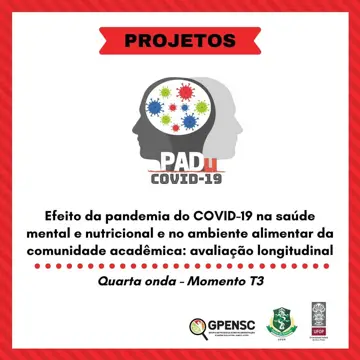 PROJETOS
PADu
COVID-19
Efeito da pandemia do COVID-19 na saúde
mental e nutricional e no ambiente alimentar da
comunidade acadêmica: avaliação longitudinal
Quarta onda - Momento T3
GPENSC
UFOP